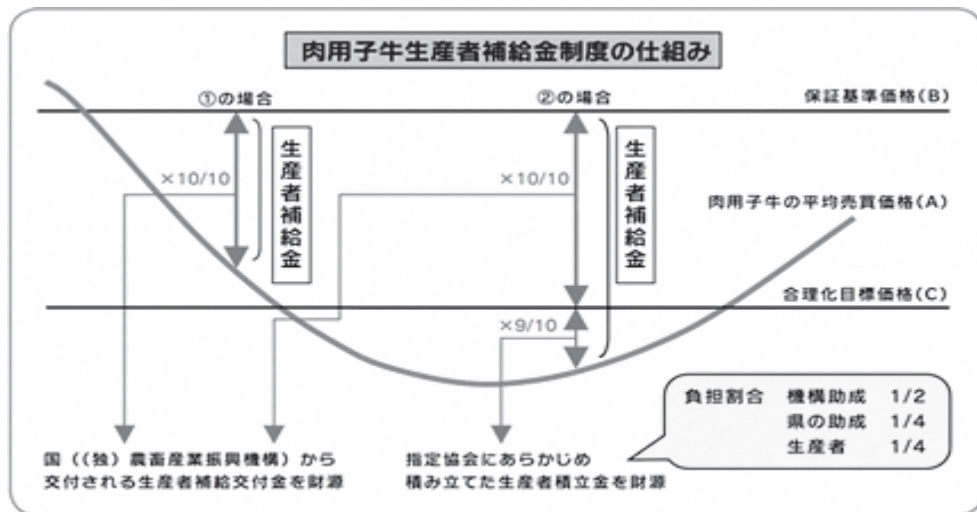 肉用子牛生産者補給金制度の仕組み
①の場合
②の場合
保証基準価格(B)
生産者補給金
生産者補給金
×10/10
×10/10
肉用子牛の平均売買価格(A)
合理化目標価格(C)
×9/10
負担割合 機構助成 1/2
県の助成 1/4
生産者 1/4
国((独)農畜産業振興機構)から
交付される生産者補給交付金を財源
指定協会にあらかじめ
積み立てた生産者積立金を財源